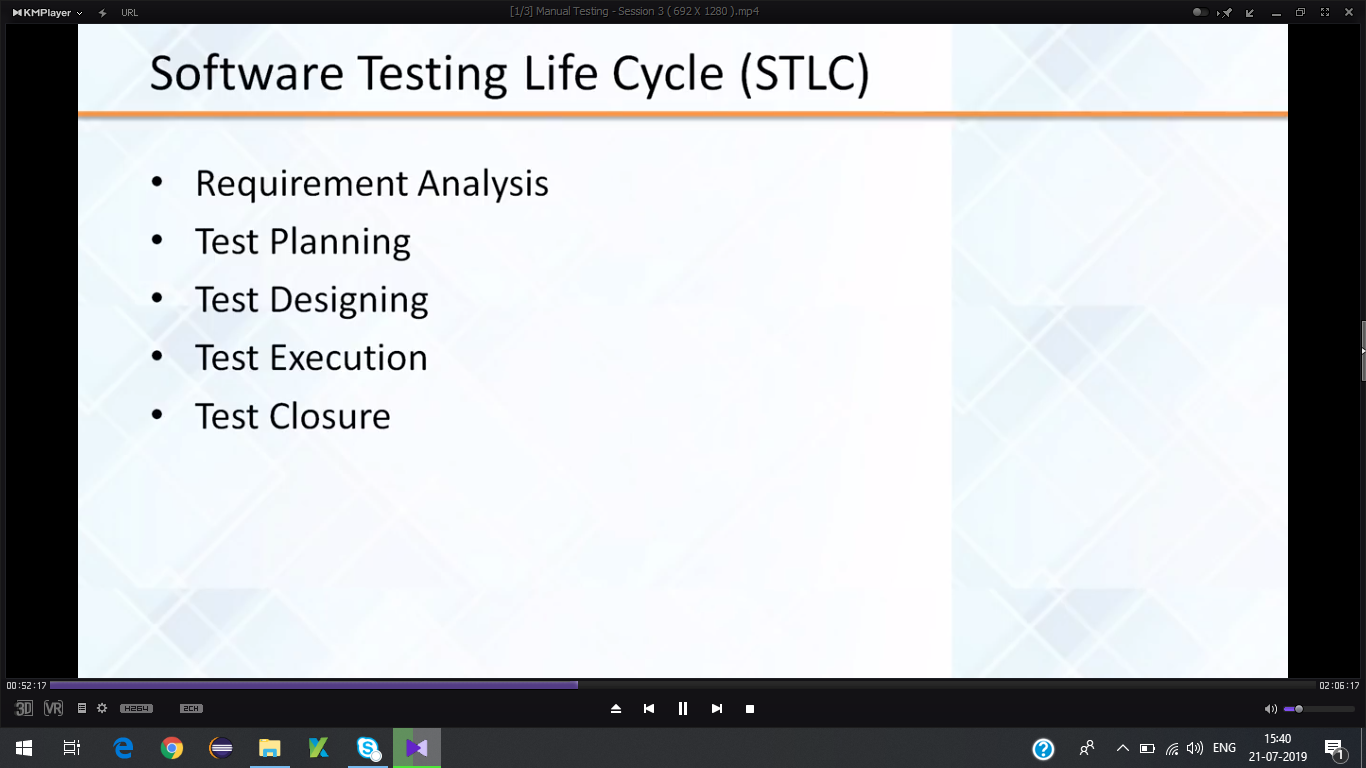 KMPlayer URL [1/3] Manual Testing - Session 3 ( 692 X 1280 ).mp4
Software Testing Life Cycle (STLC)
• Requirement Analysis
• Test Planning
• Test Designing
• Test Execution
• Test Closure
00:52:17 02:06:17
3D VR H264 2CH
ENG 15:40
21-07-2019 1